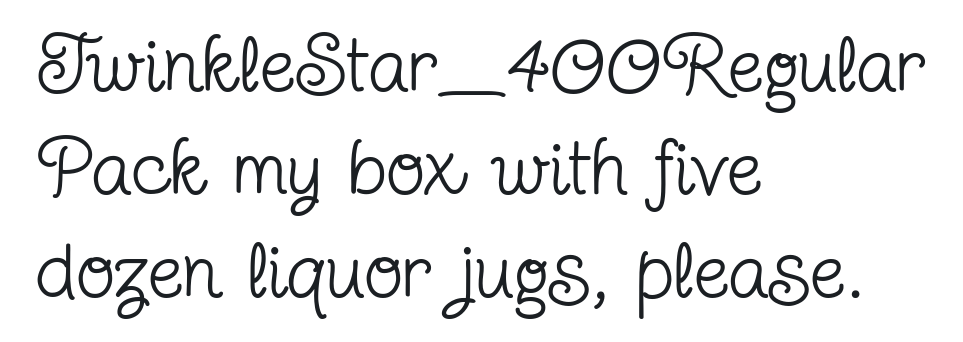 TwinkleStar_400Regular
Pack my box with five
dozen liquor jugs, please.